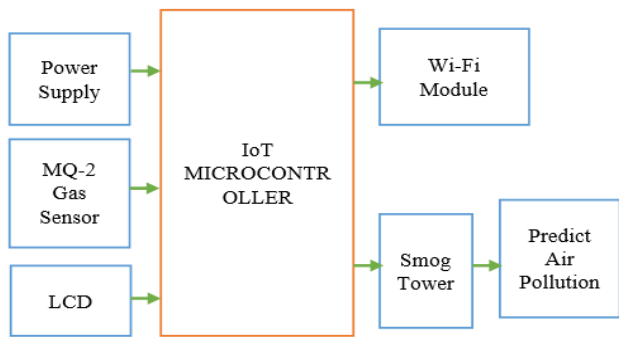 Power
Supply
MQ-2
Gas
Sensor
LCD
IoT
MICROCONTR
OLLER
Wi-Fi
Module
Smog
Tower
Predict
Air
Pollution